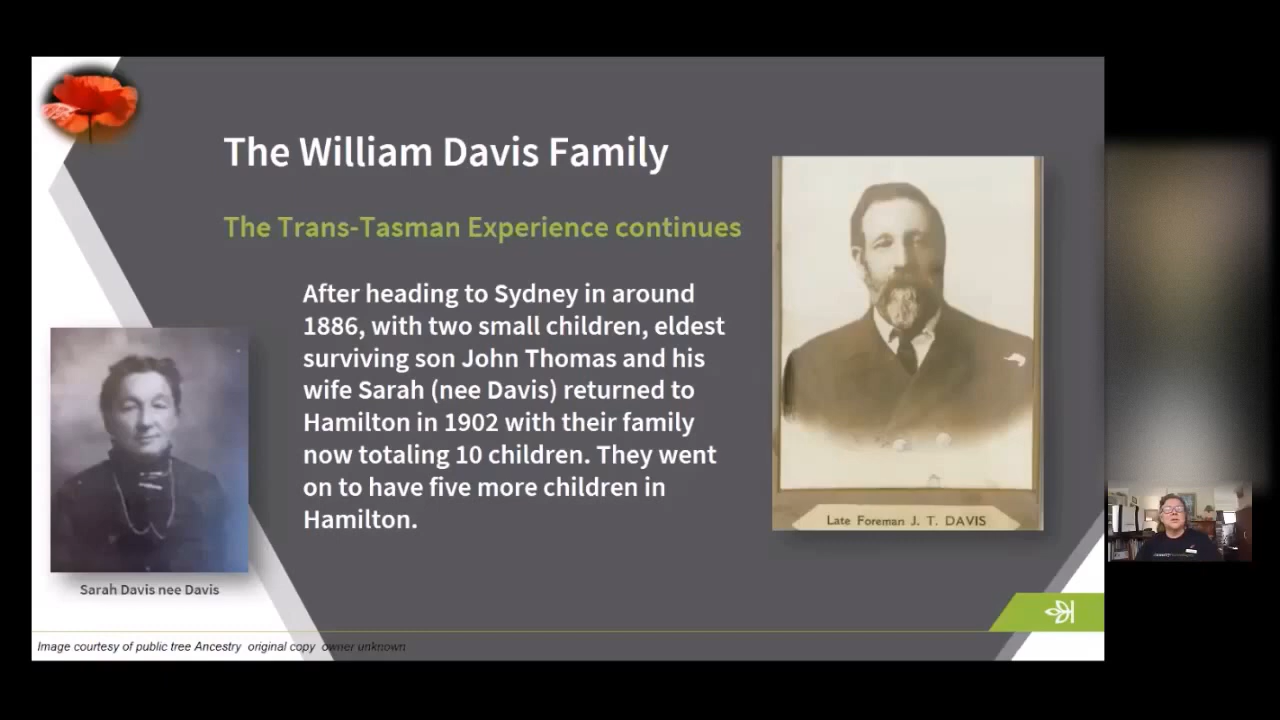 The William Davis Family
The Trans-Tasman Experience continues
After heading to Sydney in around
1886, with two small children, eldest
surviving son John Thomas and his
wife Sarah (nee Davis) returned to
Hamilton in 1902 with their family
now totaling 10 children. They went
on to have five more children in
Hamilton.
Late Foreman J. T. DAVIS
Sarah Davis nee Davis
Image courtesy of public tree Ancestry original copy owner unknown